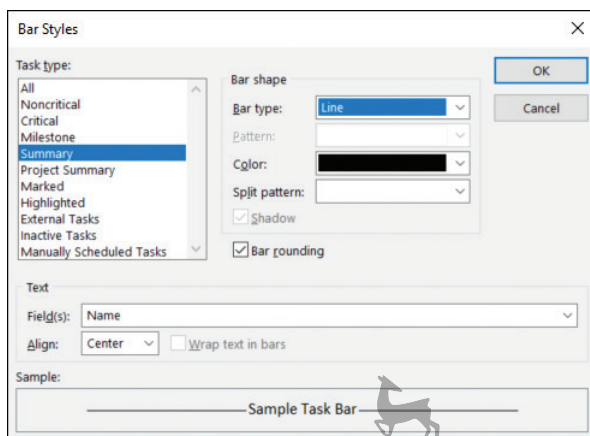 Bar Styles
Task type:
All
Noncritical
Critical
Milestone
Summary
Project Summary
Marked
Highlighted
External Tasks
Inactive Tasks
Manually Scheduled Tasks
Bar shape
Bar type: Line
Pattern:
Color:
Split pattern:
Shadow
Bar rounding
OK
Cancel
Text
Field(s): Name
Align: Center Wrap text in bars
Sample:
Sample Task Bar